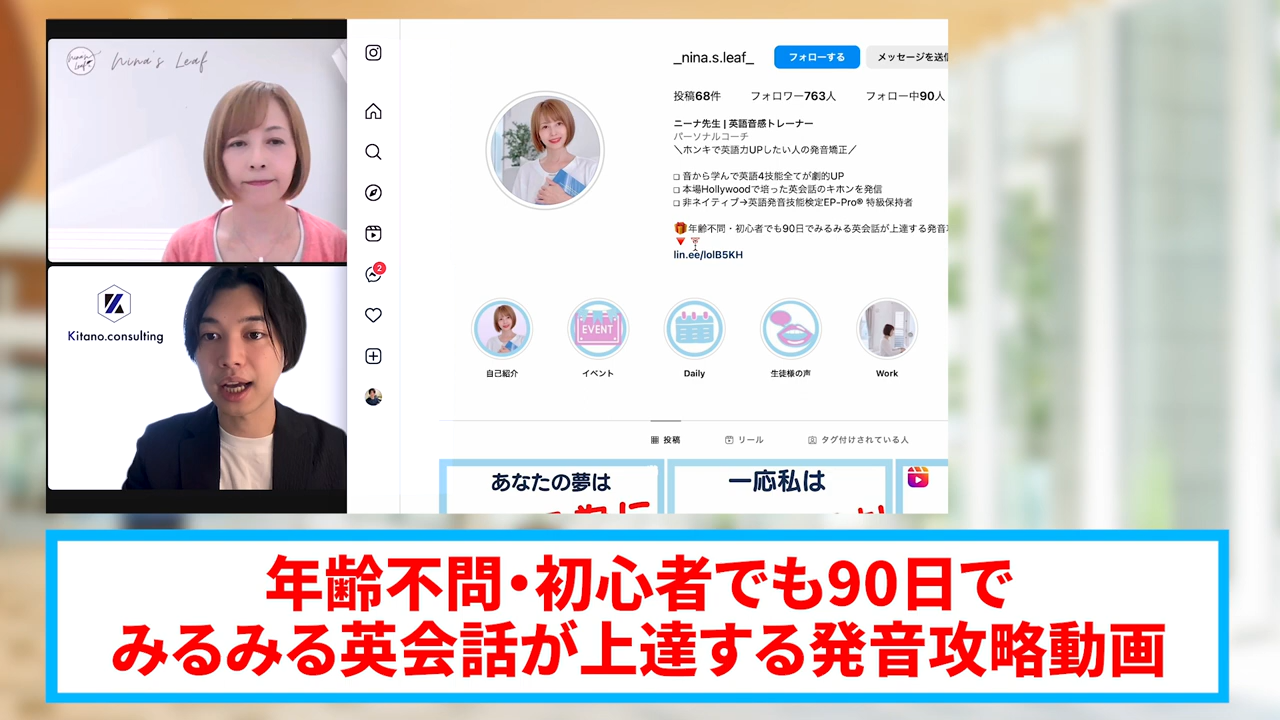 nina's Leaf
Kitano.consulting
2
_nina.s.leaf_
フォローする
メッセージを送信
投稿68件
フォロワー763人
フォロー中90人
ニーナ先生 | 英語音感トレーナー
パーソナルコーチ
＼ホンキで英語力UPしたい人の発音矯正／
❑ 音から学んで英語4技能全てが劇的UP
❑ 本場Hollywoodで培った英会話のキホンを発信
❑ 非ネイティブ→英語発音技能検定EP-Pro® 特級保持者
🎁年齢不問・初心者でも90日でみるみる英会話が上達する発音
lin.ee/lolB5KH
EVENT
自己紹介
イベント
Daily
生徒様の声
Work
投稿
リール
タグ付けされている人
あなたの夢は
一応私は
年齢不問・初心者でも90日で
みるみる英会話が上達する発音攻略動画